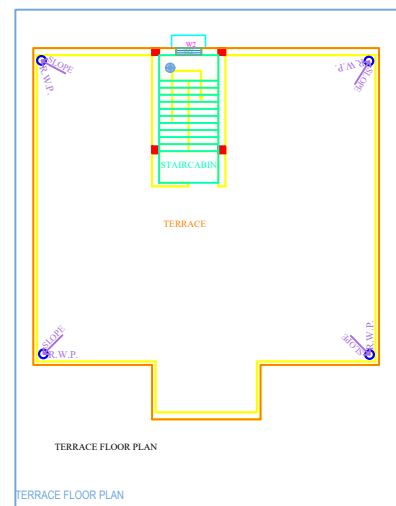 W2
SLOPE
R.W.P.
R.W.P.
SLOPE
STAIRCABIN
TERRACE
SLOPE
R.W.P.
SLOPE
R.W.P.
TERRACE FLOOR PLAN
TERRACE FLOOR PLAN